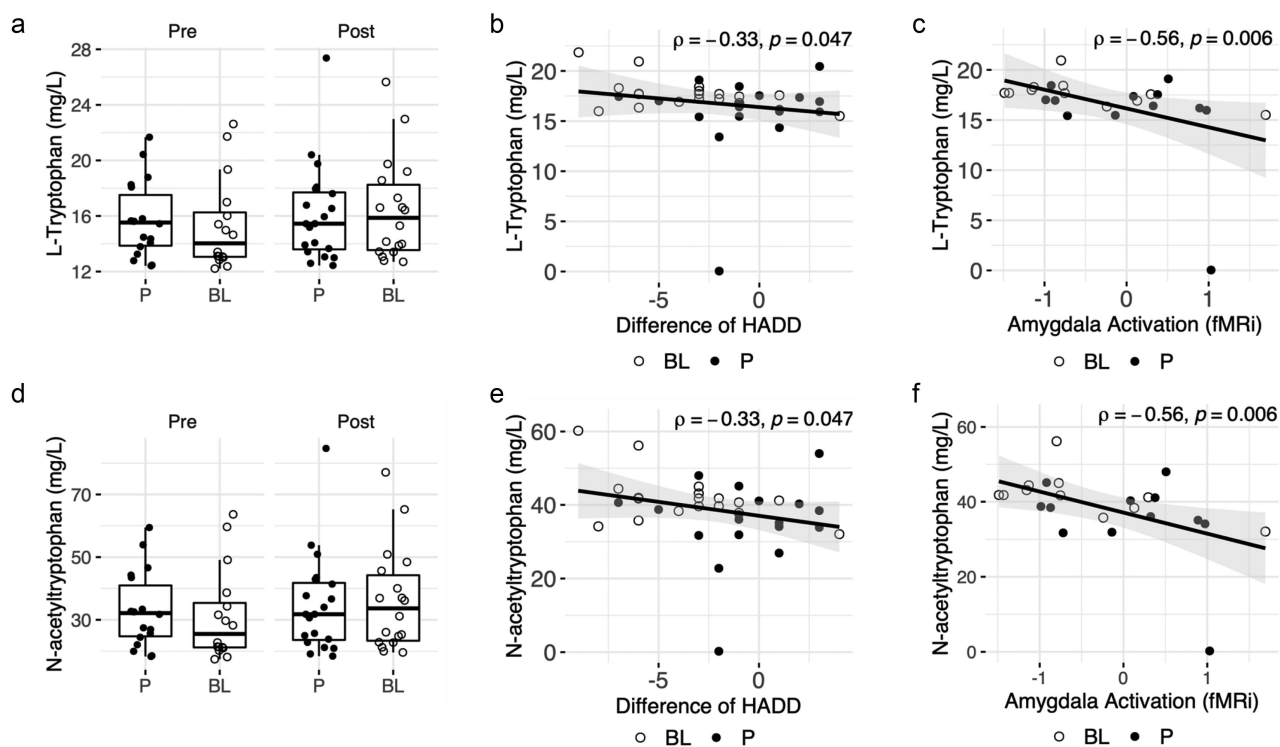 a
Pre
Post
L-Tryptophan (mg/L)
28
24
20
16
12
P
BL
P
BL
b
ρ = −0.33, p = 0.047
L-Tryptophan (mg/L)
20
15
10
5
0
-5
0
Difference of HADD
BL
P
c
ρ = −0.56, p = 0.006
L-Tryptophan (mg/L)
20
15
10
5
0
-1
0
1
Amygdala Activation (fMRi)
BL
P
d
Pre
Post
N-acetyltryptophan (mg/L)
70
50
30
P
BL
P
BL
e
ρ = −0.33, p = 0.047
N-acetyltryptophan (mg/L)
60
40
20
0
-5
0
Difference of HADD
BL
P
f
ρ = −0.56, p = 0.006
N-acetyltryptophan (mg/L)
60
40
20
0
-1
0
1
Amygdala Activation (fMRi)
BL
P